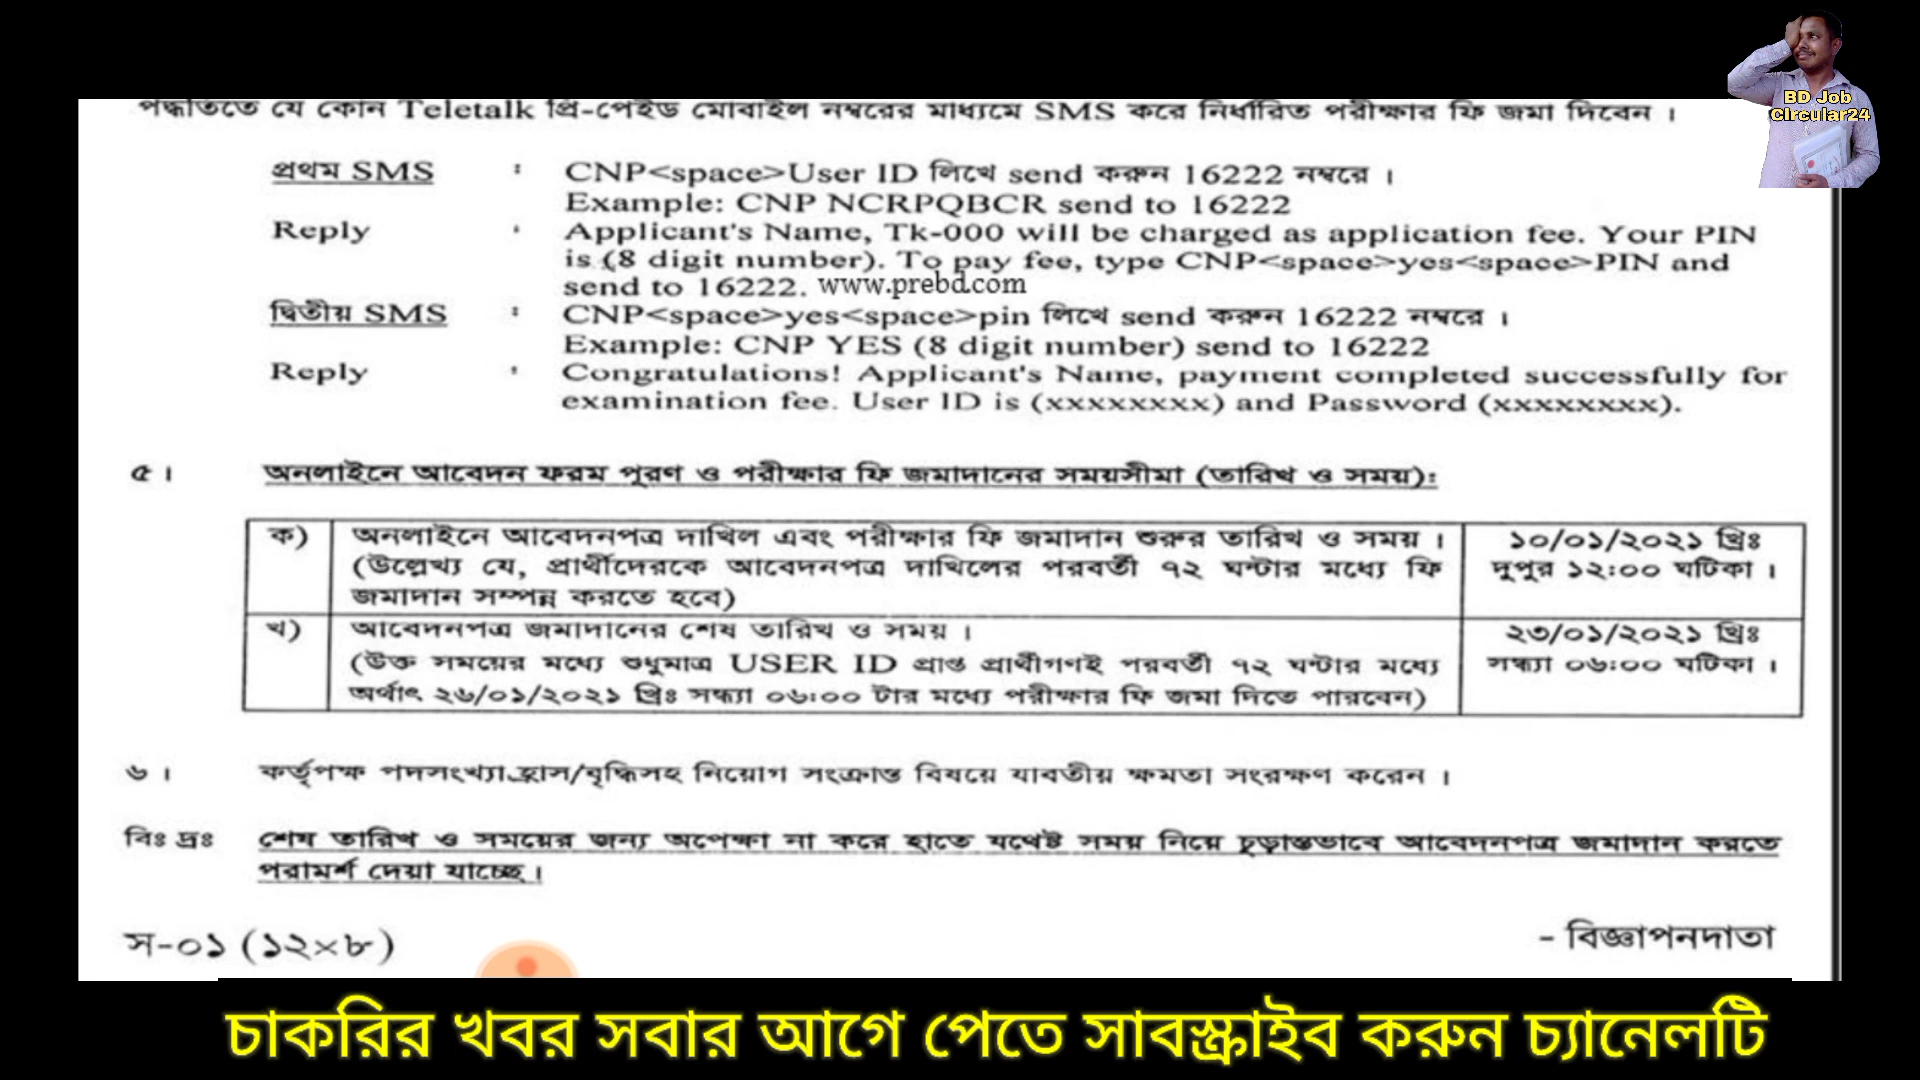 পদ্ধতিতে যে কোন Teletalk প্রি-পেইড মোবাইল নম্বরের মাধ্যমে SMS করে নির্ধারিত পরীক্ষার ফি জমা দিবেন ।
BD Job
Circular24
প্রথম SMS : CNP<space>User ID লিখে send করুন 16222 নম্বরে ।
Example: CNP NCRPQBCR send to 16222
Reply : Applicant's Name, Tk-000 will be charged as application fee. Your PIN
is (8 digit number). To pay fee, type CNP<space>yes<space>PIN and
send to 16222. www.prebd.com
দ্বিতীয় SMS : CNP<space>yes<space>pin লিখে send করুন 16222 নম্বরে ।
Example: CNP YES (8 digit number) send to 16222
Reply : Congratulations! Applicant's Name, payment completed successfully for
examination fee. User ID is (xxxxxxxx) and Password (xxxxxxxx).
৫ । অনলাইনে আবেদন ফরম পূরণ ও পরীক্ষার ফি জমাদানের সময়সীমা (তারিখ ও সময়)ঃ
ক) অনলাইনে আবেদনপত্র দাখিল এবং পরীক্ষার ফি জমাদান শুরুর তারিখ ও সময় । ১০/০১/২০২১ খ্রিঃ
(উল্লেখ্য যে, প্রার্থীদেরকে আবেদনপত্র দাখিলের পরবর্তী ৭২ ঘন্টার মধ্যে ফি দুপুর ১২ঃ০০ ঘটিকা ।
জমাদান সম্পন্ন করতে হবে)
খ) আবেদনপত্র জমাদানের শেষ তারিখ ও সময় । ২৩/০১/২০২১ খ্রিঃ
(উক্ত সময়ের মধ্যে শুধুমাত্র USER ID প্রাপ্ত প্রার্থীগণই পরবর্তী ৭২ ঘন্টার মধ্যে সন্ধ্যা ০৬ঃ০০ ঘটিকা ।
অর্থাৎ ২৬/০১/২০২১ খ্রিঃ সন্ধ্যা ০৬ঃ০০ টার মধ্যে পরীক্ষার ফি জমা দিতে পারবেন)
৬ । কর্তৃপক্ষ পদসংখ্যা হ্রাস/বৃদ্ধিসহ নিয়োগ সংক্রান্ত বিষয়ে যাবতীয় ক্ষমতা সংরক্ষণ করেন ।
বিঃ দ্রঃ শেষ তারিখ ও সময়ের জন্য অপেক্ষা না করে হাতে যথেষ্ট সময় নিয়ে চূড়ান্তভাবে আবেদনপত্র জমাদান করতে
পরামর্শ দেয়া যাচ্ছে ।
স-০১ (১২×৮) - বিজ্ঞাপনদাতা
চাকরির খবর সবার আগে পেতে সাবস্ক্রাইব করুন চ্যানেলটি